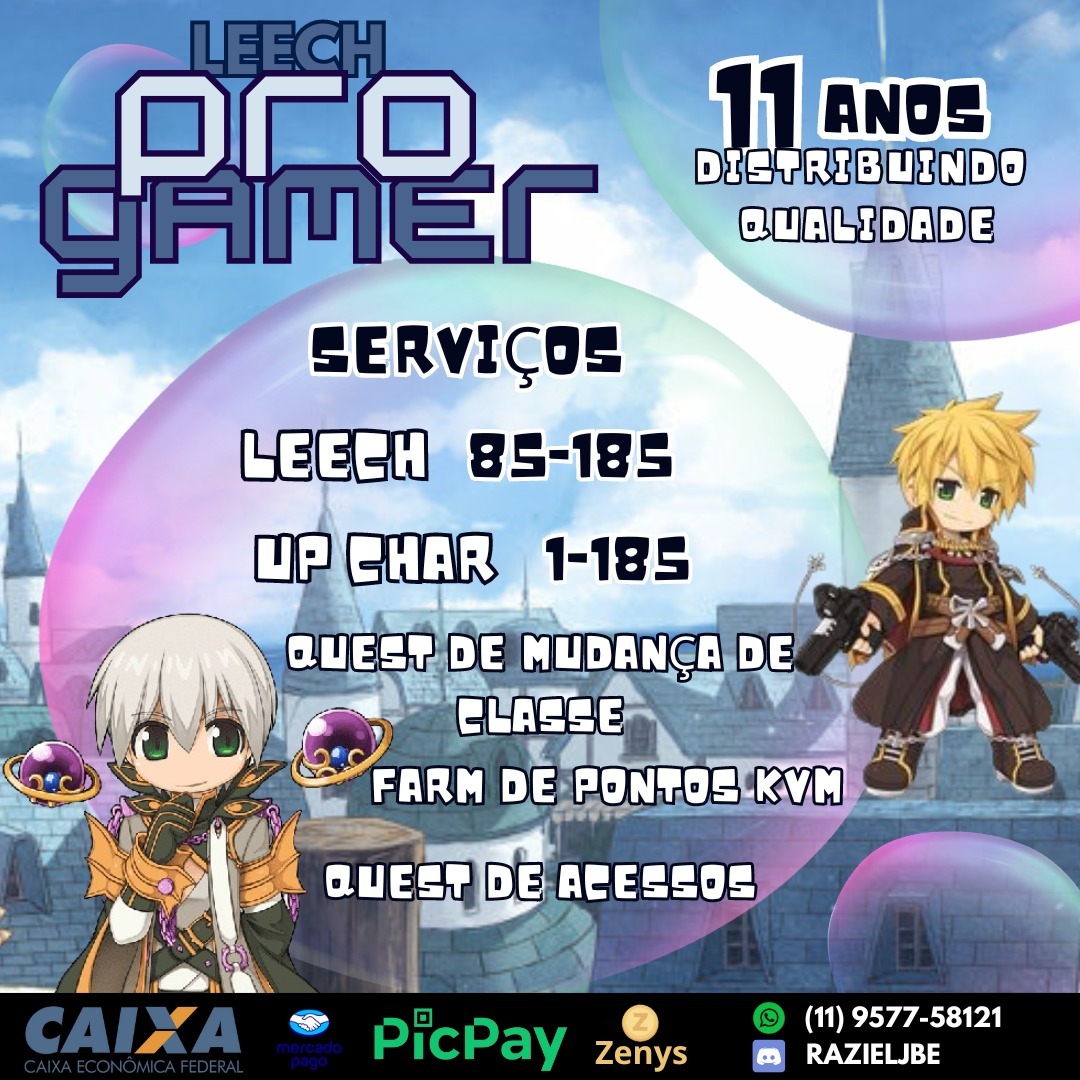 LEECH
PRO
GAMER
11 ANOS
DISTRIBUINDO
QUALIDADE
SERVIÇOS
LEECH 85-185
UP CHAR 1-185
QUEST DE MUDANÇA DE
CLASSE
FARM DE PONTOS KVM
QUEST DE ACESSOS
CAIXA
CAIXA ECONÔMICA FEDERAL
mercado
pago
PicPay
Z
Zenys
(11) 9577-58121
RAZIELJBE